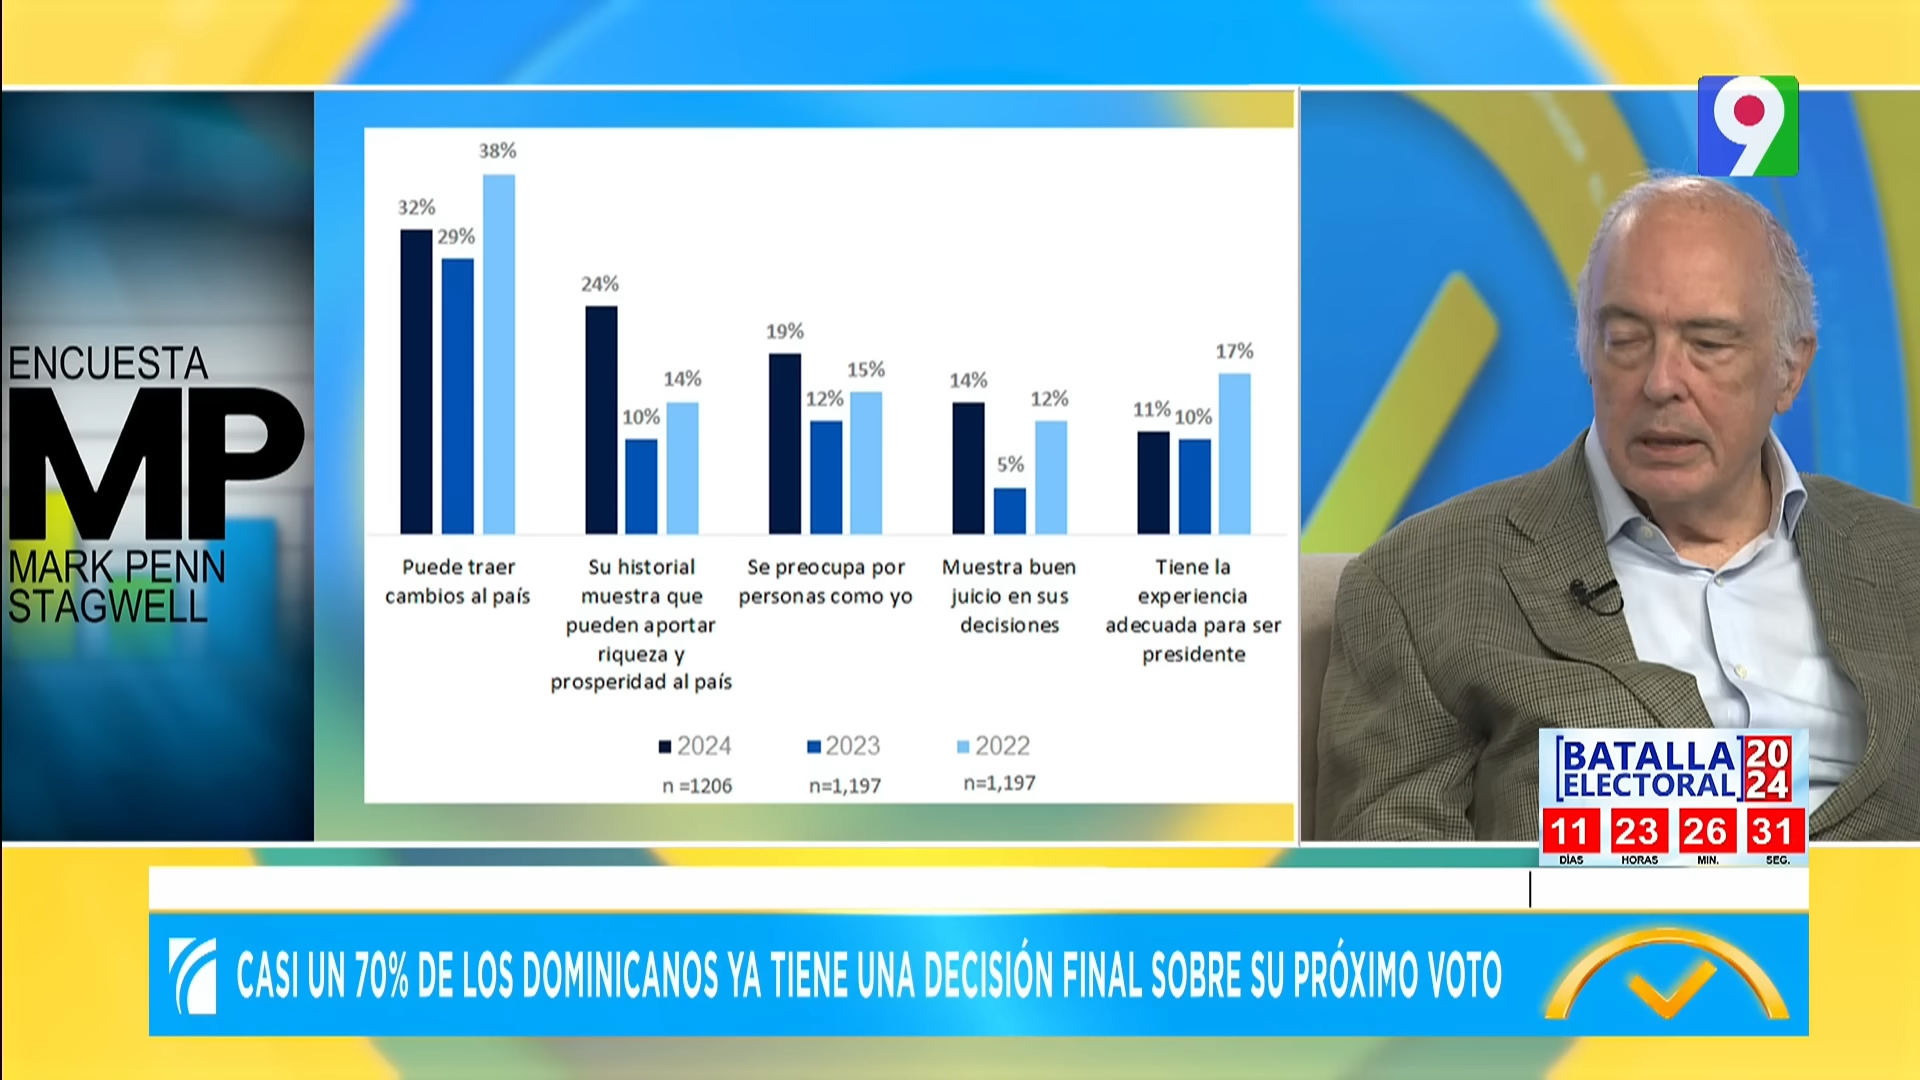 9
ENCUESTA
MP
MARK PENN
STAGWELL
38%
32%
29%
24%
10%
14%
19%
12%
15%
14%
5%
12%
11%
10%
17%
Puede traer
cambios al país
Su historial
muestra que
pueden aportar
riqueza y
prosperidad al país
Se preocupa por
personas como yo
Muestra buen
juicio en sus
decisiones
Tiene la
experiencia
adecuada para ser
presidente
2024 2023 2022
n =1206 n=1,197 n=1,197
[BATALLA
ELECTORAL] 20
24
11 23 26 31
DÍAS HORAS MIN. SEG.
CASI UN 70% DE LOS DOMINICANOS YA TIENE UNA DECISIÓN FINAL SOBRE SU PRÓXIMO VOTO